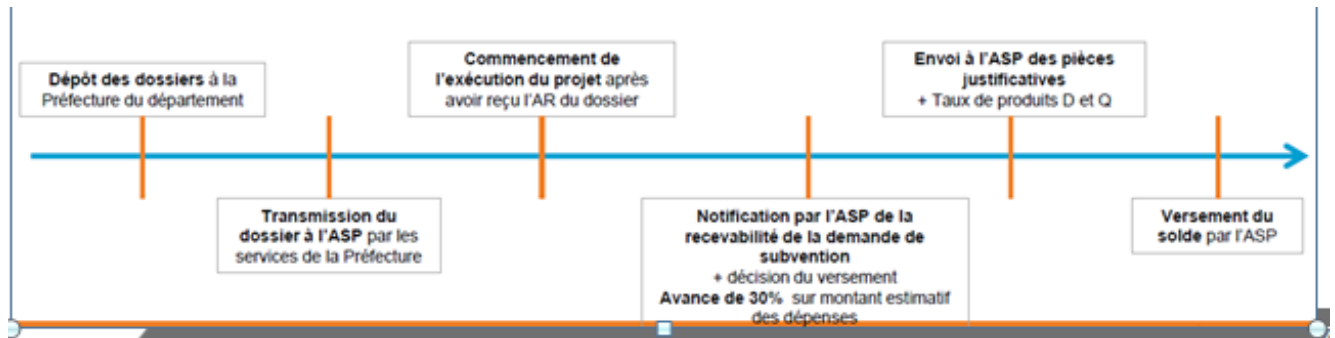 Dépôt des dossiers à la
Préfecture du département
Transmission du
dossier à l'ASP par les
services de la Préfecture
Commencement de
l'exécution du projet après
avoir reçu l'AR du dossier
Notification par l'ASP de la
recevabilité de la demande de
subvention
+ décision du versement
Avance de 30% sur montant estimatif
des dépenses
Envoi à l'ASP des pièces
justificatives
+ Taux de produits D et Q
Versement du
solde par l'ASP